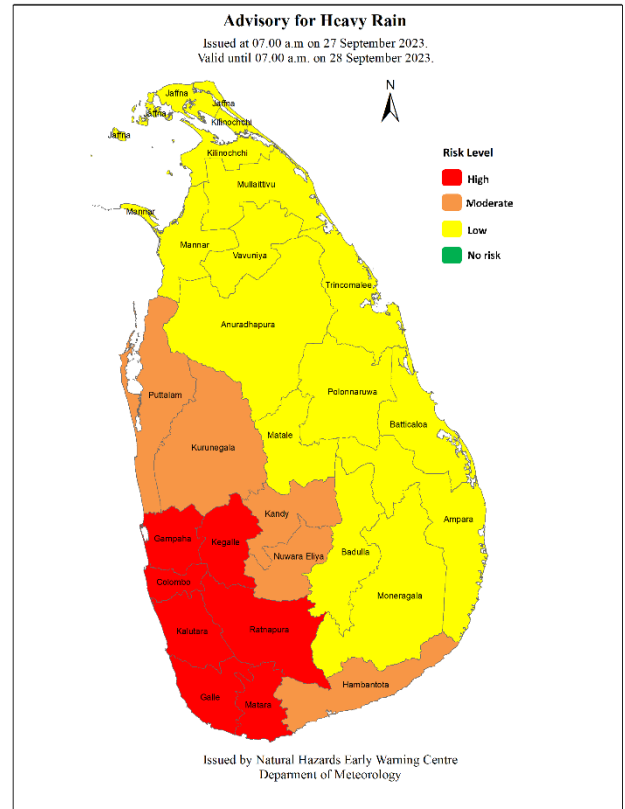 Advisory for Heavy Rain
Issued at 07.00 a.m on 27 September 2023.
Valid until 07.00 a.m. on 28 September 2023.
N
Risk Level
High
Moderate
Low
No risk
Jaffna
Jaffna
Jaffna
Jaffna
Kilinochchi
Kilinochchi
Mullaittivu
Mannar
Mannar
Vavuniya
Trincomalee
Anuradhapura
Puttalam
Polonnaruwa
Batticaloa
Matale
Kurunegala
Kandy
Ampara
Gampaha
Kegalle
Nuwara Eliya
Badulla
Colombo
Moneragala
Kalutara
Ratnapura
Hambantota
Galle
Matara
Issued by Natural Hazards Early Warning Centre
Deparment of Meteorology